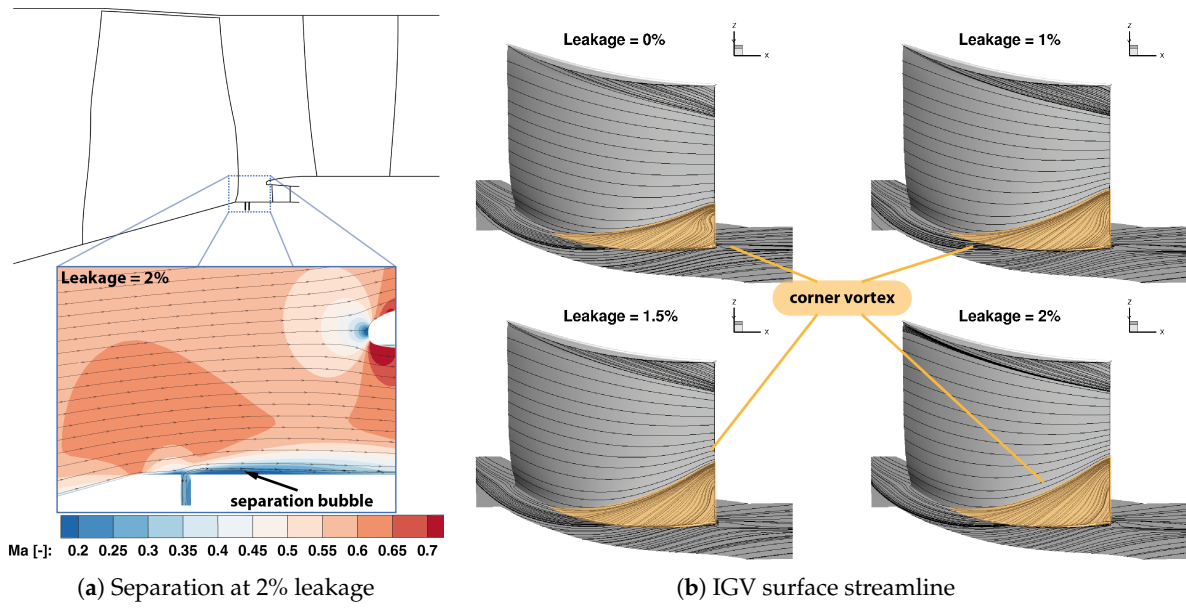 Leakage = 2%
separation bubble
Ma [-]: 0.2 0.25 0.3 0.35 0.4 0.45 0.5 0.55 0.6 0.65 0.7
(a) Separation at 2% leakage
Leakage = 0%
z
x
Leakage = 1%
z
x
corner vortex
Leakage = 1.5%
z
x
Leakage = 2%
z
x
(b) IGV surface streamline